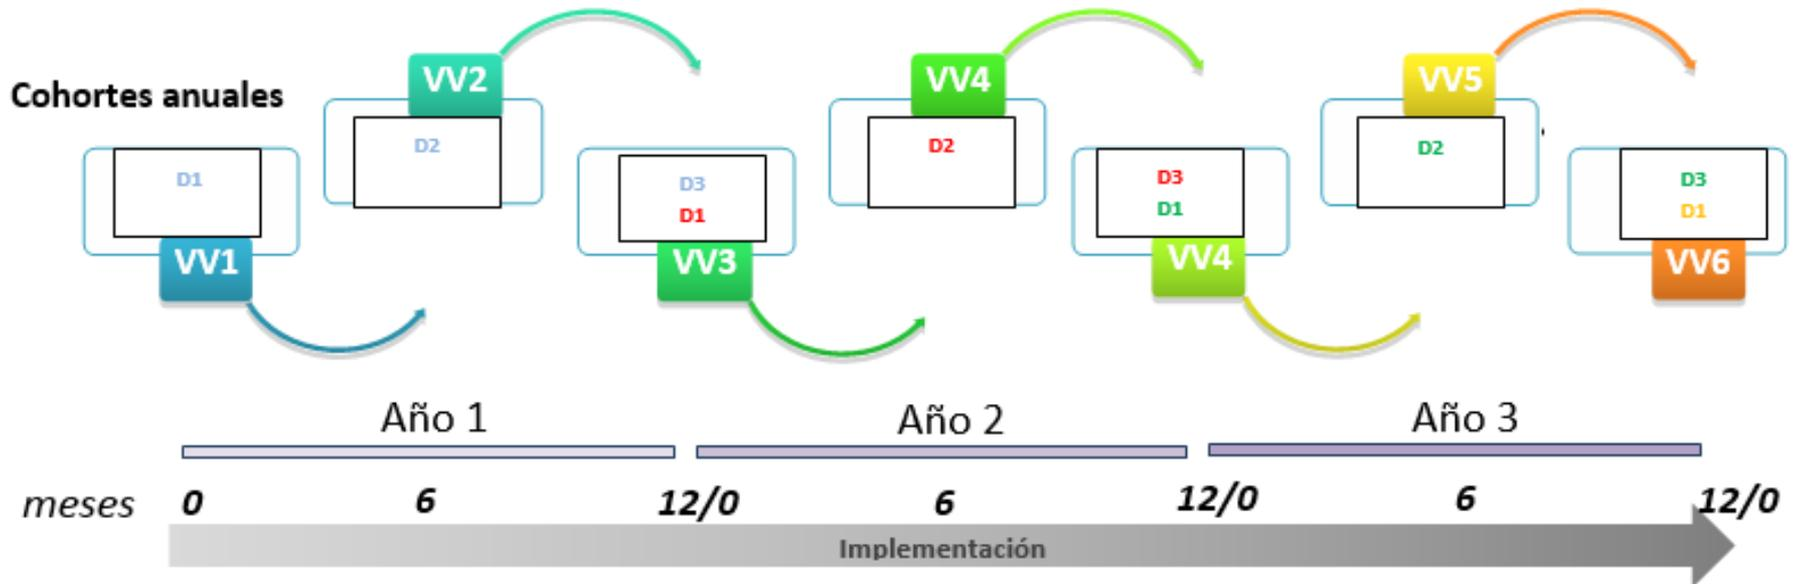 Cohortes anuales
D1
VV1
VV2
D2
D3
D1
VV3
VV4
D2
D3
D1
VV4
VV5
D2
D3
D1
VV6
Año 1
Año 2
Año 3
meses 0 6 12/0 6 12/0 6 12/0
Implementación